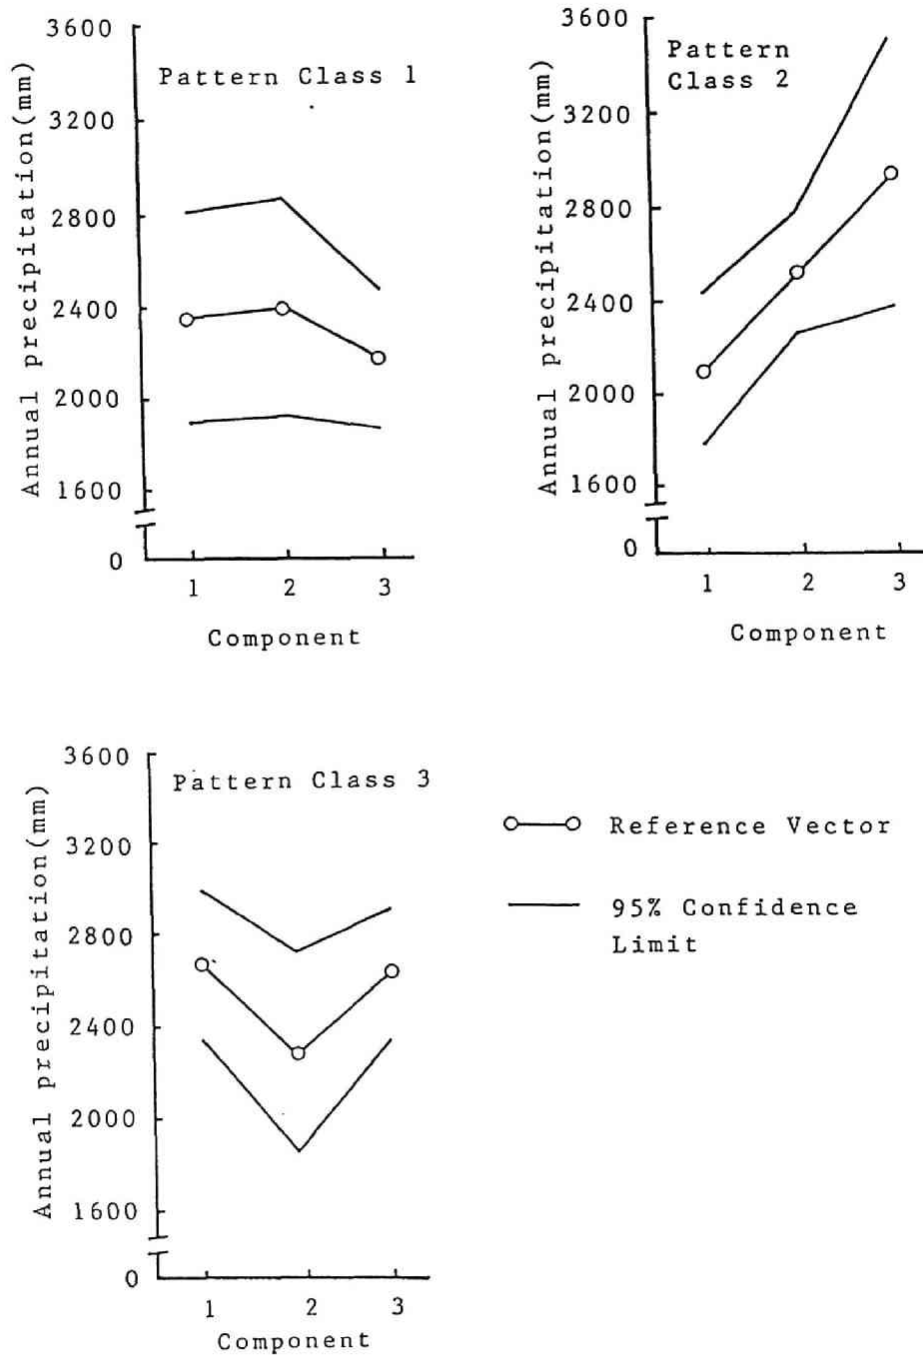 3600
3200
2800
2400
2000
1600
0
Annual precipitation(mm)
Pattern Class 1
1 2 3
Component
3600
3200
2800
2400
2000
1600
0
Annual precipitation(mm)
Pattern
Class 2
1 2 3
Component
3600
3200
2800
2400
2000
1600
0
Annual precipitation(mm)
Pattern Class 3
1 2 3
Component
Reference Vector
95% Confidence
Limit